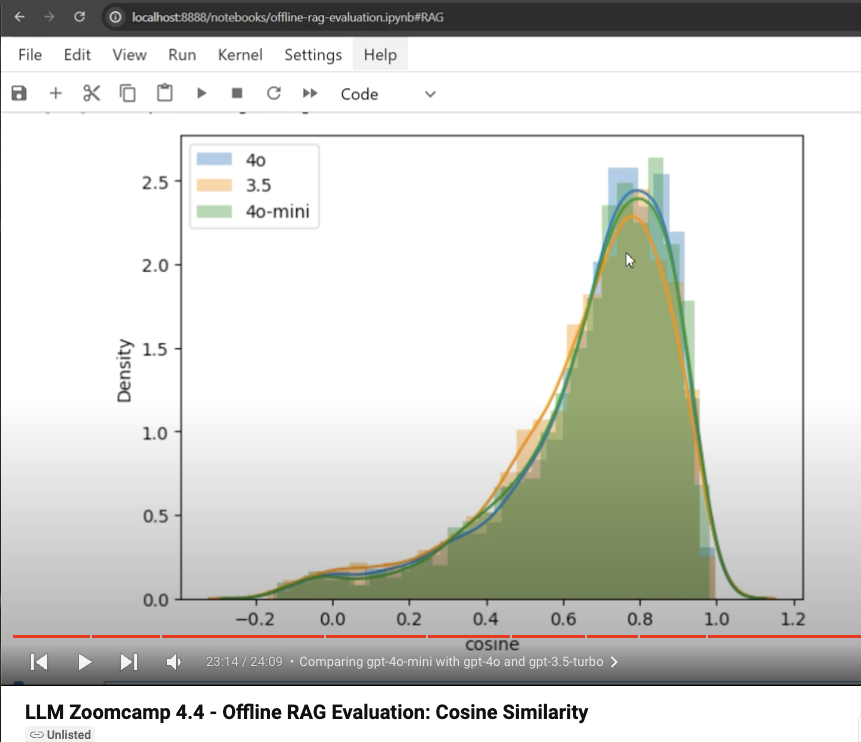 localhost:8888/notebooks/offline-rag-evaluation.ipynb#RAG
File Edit View Run Kernel Settings Help
Code
4o
3.5
4o-mini
2.5
2.0
1.5
1.0
0.5
0.0
Density
−0.2 0.0 0.2 0.4 0.6 0.8 1.0 1.2
cosine
23:14 / 24:09 • Comparing gpt-4o-mini with gpt-4o and gpt-3.5-turbo
LLM Zoomcamp 4.4 - Offline RAG Evaluation: Cosine Similarity
Unlisted